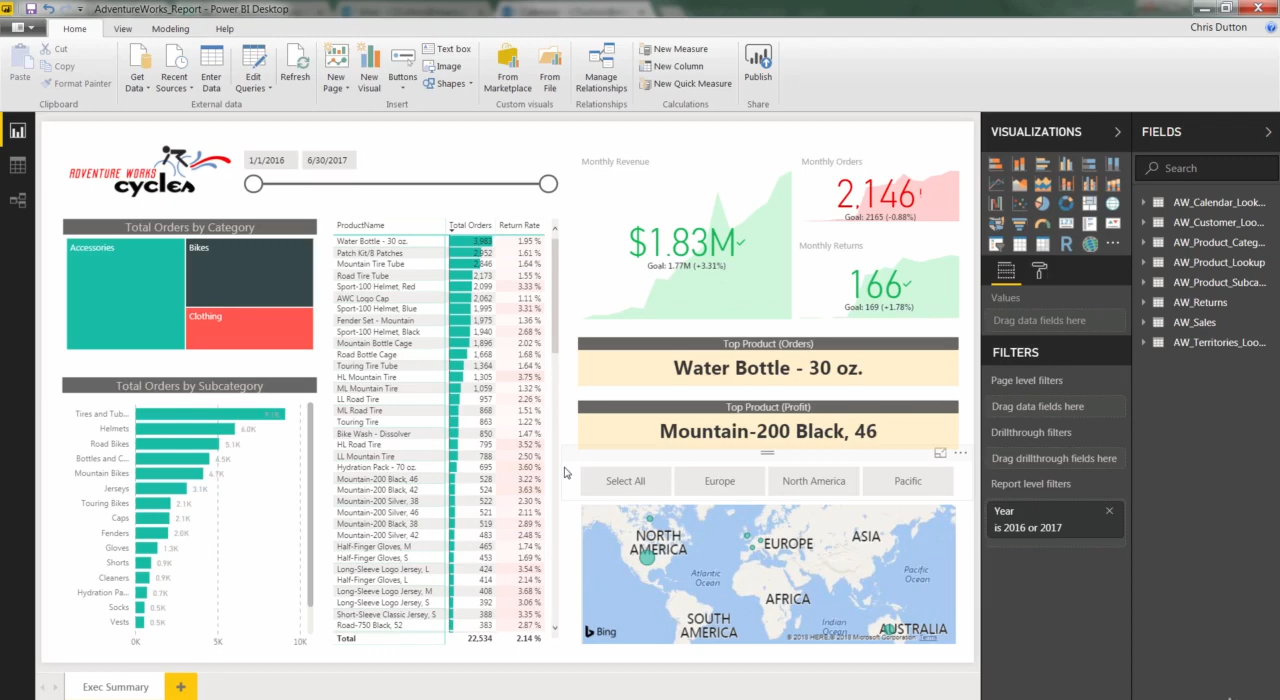 AdventureWorks_Report - Power BI Desktop
Home View Modeling Help
Chris Dutton
Paste
Cut
Copy
Format Painter
Clipboard
Get Data
Recent Sources
Enter Data
Edit Queries
Refresh
External data
New Page
New Visual
Buttons
Text box
Image
Shapes
Insert
From Marketplace
From File
Custom visuals
Manage Relationships
Relationships
New Measure
New Column
New Quick Measure
Calculations
Publish
Share
ADVENTURE WORKS
cycles
1/1/2016 6/30/2017
Total Orders by Category
Accessories
Bikes
Clothing
Total Orders by Subcategory
Tires and Tub... 9.1K
Helmets 6.0K
Road Bikes 5.1K
Bottles and C... 4.5K
Mountain Bikes 4.1K
Jerseys 3.1K
Touring Bikes 2.1K
Caps 2.1K
Fenders 2.0K
Gloves 1.3K
Shorts 0.9K
Cleaners 0.9K
Hydration Pa... 0.7K
Socks 0.5K
Vests 0.5K
0K 5K 10K
ProductName Total Orders Return Rate
Water Bottle - 30 oz. 3,983 1.95 %
Patch Kit/8 Patches 2,952 1.61 %
Mountain Tire Tube 2,846 1.64 %
Road Tire Tube 2,173 1.55 %
Sport-100 Helmet, Red 2,099 3.33 %
AWC Logo Cap 2,062 1.11 %
Sport-100 Helmet, Blue 1,995 3.31 %
Fender Set - Mountain 1,975 1.36 %
Sport-100 Helmet, Black 1,940 2.68 %
Mountain Bottle Cage 1,896 2.02 %
Road Bottle Cage 1,668 1.68 %
Touring Tire Tube 1,364 1.64 %
HL Mountain Tire 1,305 3.75 %
ML Mountain Tire 1,059 1.32 %
LL Road Tire 957 2.26 %
ML Road Tire 868 1.51 %
Touring Tire 863 1.22 %
Bike Wash - Dissolver 850 1.47 %
HL Road Tire 795 3.52 %
LL Mountain Tire 788 2.50 %
Hydration Pack - 70 oz. 695 3.60 %
Mountain-200 Black, 46 528 3.22 %
Mountain-200 Black, 42 524 3.63 %
Mountain-200 Silver, 38 522 2.30 %
Mountain-200 Silver, 46 521 2.11 %
Mountain-200 Black, 38 519 2.89 %
Mountain-200 Silver, 42 483 2.48 %
Half-Finger Gloves, M 465 1.74 %
Half-Finger Gloves, S 453 1.69 %
Long-Sleeve Logo Jersey, L 424 3.54 %
Half-Finger Gloves, L 414 2.14 %
Long-Sleeve Logo Jersey, M 408 3.68 %
Long-Sleeve Logo Jersey, S 392 3.06 %
Short-Sleeve Classic Jersey, S 388 3.35 %
Road-750 Black, 52 383 2.87 %
Total 22,534 2.14 %
Monthly Revenue
$1.83M
Goal: 1.77M (+3.31%)
Monthly Orders
2,146!
Goal: 2165 (-0.88%)
Monthly Returns
166
Goal: 169 (+1.78%)
Top Product (Orders)
Water Bottle - 30 oz.
Top Product (Profit)
Mountain-200 Black, 46
Select All Europe North America Pacific
NORTH AMERICA
EUROPE
ASIA
Pacific Ocean
Atlantic Ocean
AFRICA
SOUTH AMERICA
Indian Ocean
AUSTRALIA
Bing
© 2018 HERE © 2018 Microsoft Corporation Terms
VISUALIZATIONS
R
Values
Drag data fields here
FILTERS
Page level filters
Drag data fields here
Drillthrough filters
Drag drillthrough fields here
Report level filters
Year
is 2016 or 2017
FIELDS
Search
AW_Calendar_Look...
AW_Customer_Loo...
AW_Product_Categ...
AW_Product_Lookup
AW_Product_Subca...
AW_Returns
AW_Sales
AW_Territories_Loo...
Exec Summary